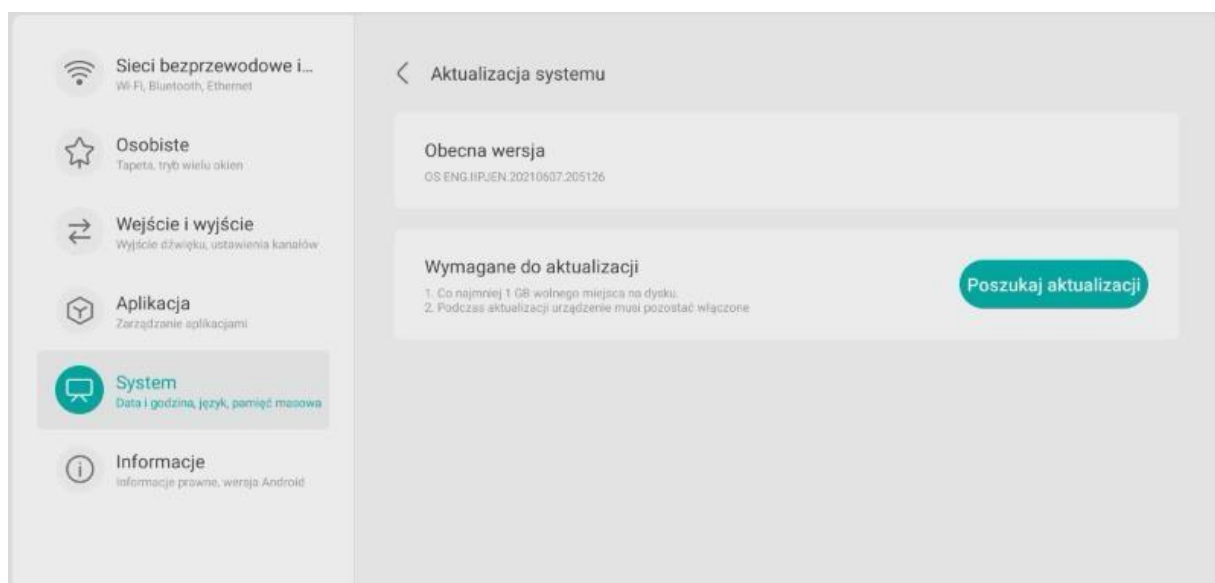 Sieci bezprzewodowe i...
Wi-Fi, Bluetooth, Ethernet
Osobiste
Tapeta, tryb wielu okien
Wejście i wyjście
Wyjście dźwięku, ustawienia kanałów
Aplikacja
Zarządzanie aplikacjami
System
Data i godzina, język, pamięć masowa
Informacje
Informacje prawne, wersja Android
Aktualizacja systemu
Obecna wersja
OS ENG.IIPJEN.20210607.205126
Wymagane do aktualizacji
1. Co najmniej 1 GB wolnego miejsca na dysku.
2. Podczas aktualizacji urządzenie musi pozostać włączone
Poszukaj aktualizacji